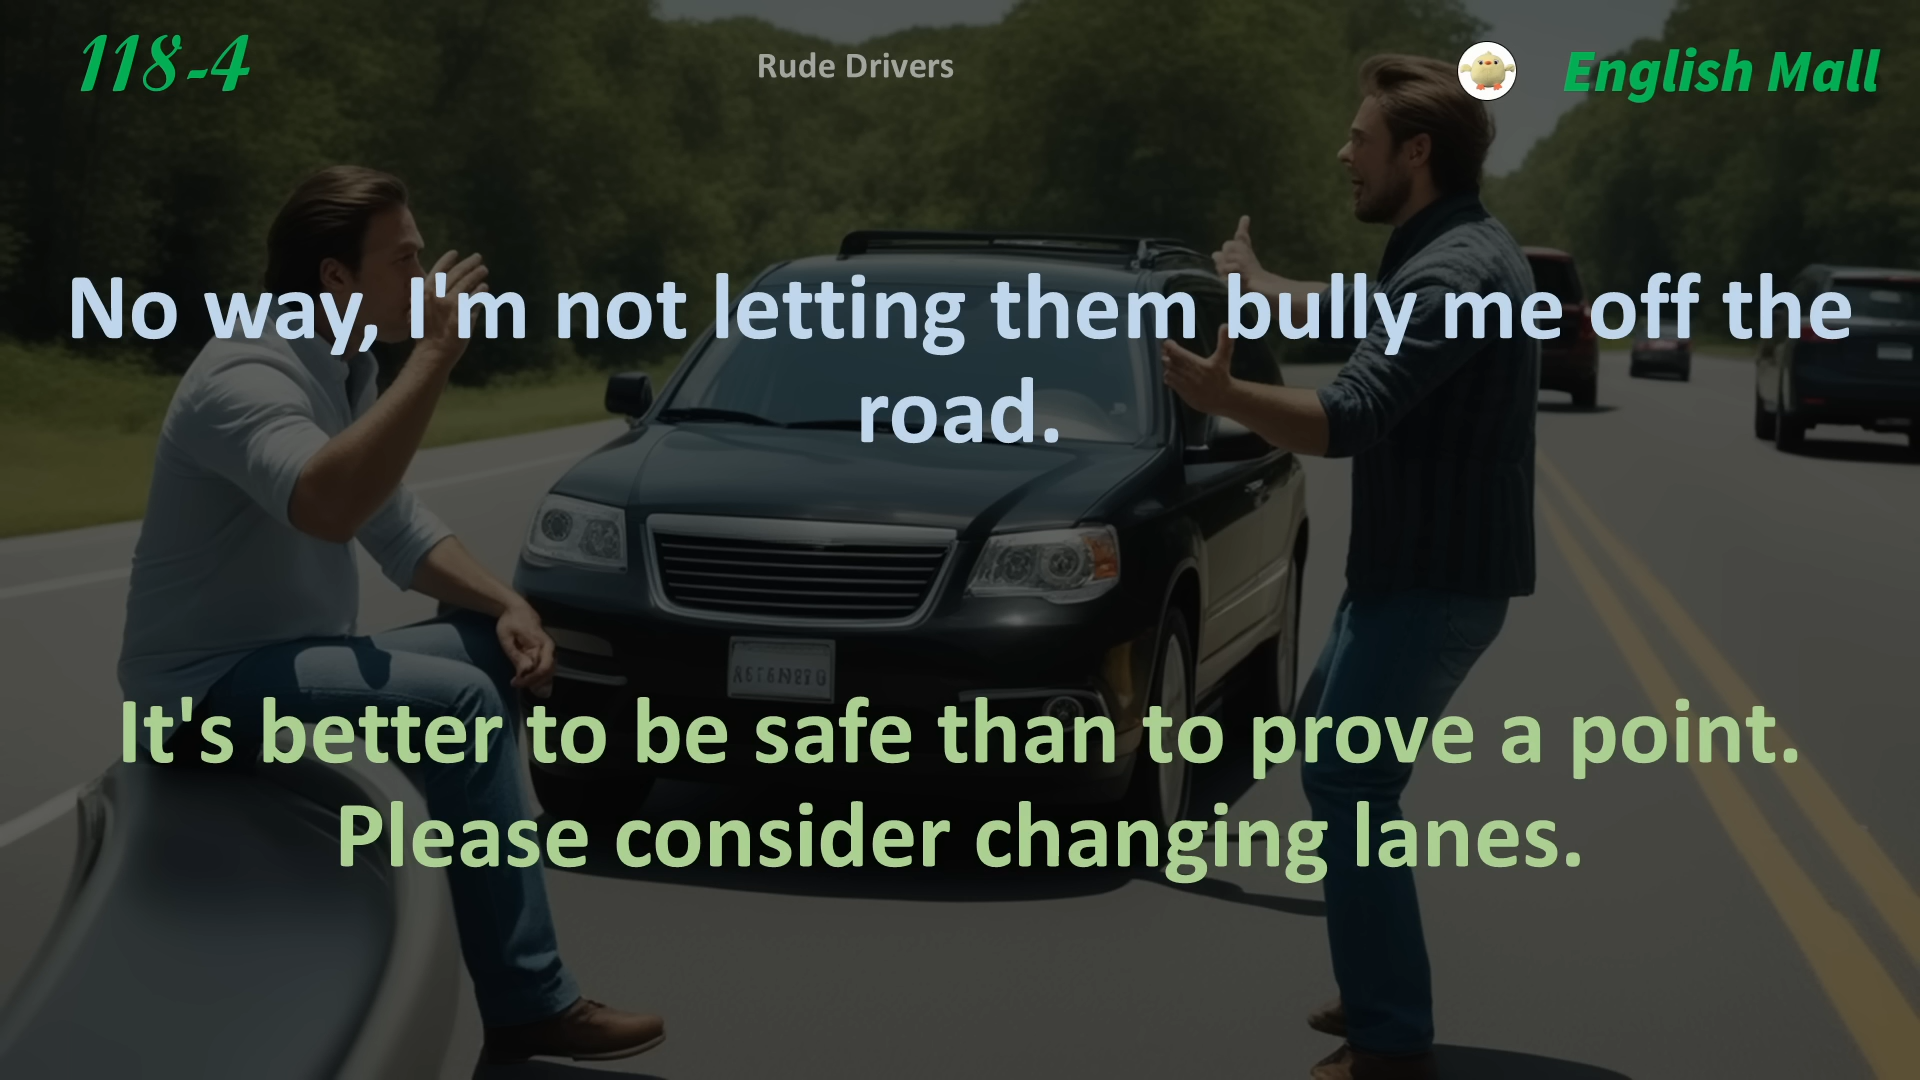 118-4
Rude Drivers
English Mall
No way, I'm not letting them bully me off the
road.
It's better to be safe than to prove a point.
Please consider changing lanes.